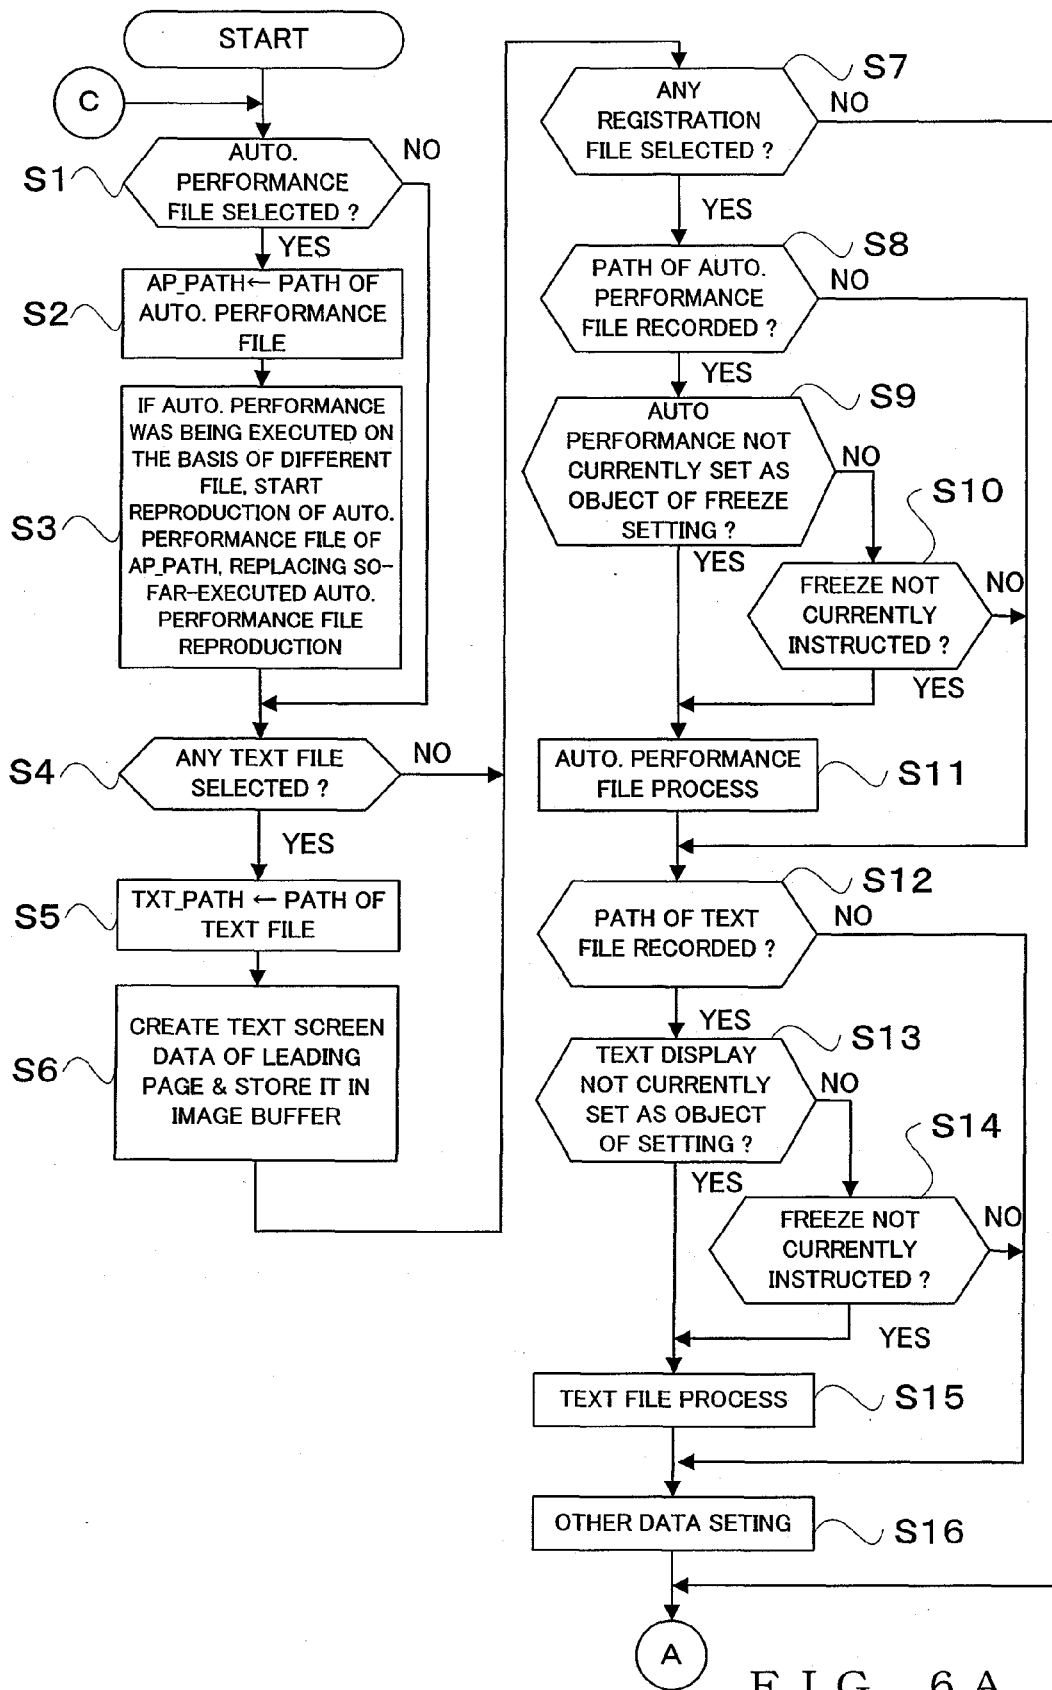 START
C
S1
AUTO.
PERFORMANCE
FILE SELECTED ?
NO
YES
S2
AP_PATH← PATH OF
AUTO. PERFORMANCE
FILE
S3
IF AUTO. PERFORMANCE
WAS BEING EXECUTED ON
THE BASIS OF DIFFERENT
FILE, START
REPRODUCTION OF AUTO.
PERFORMANCE FILE OF
AP_PATH, REPLACING SO-
FAR-EXECUTED AUTO.
PERFORMANCE FILE
REPRODUCTION
S4
ANY TEXT FILE
SELECTED ?
NO
YES
S5
TXT_PATH ← PATH OF
TEXT FILE
S6
CREATE TEXT SCREEN
DATA OF LEADING
PAGE & STORE IT IN
IMAGE BUFFER
S7
ANY
REGISTRATION
FILE SELECTED ?
NO
YES
S8
PATH OF AUTO.
PERFORMANCE
FILE RECORDED ?
NO
YES
S9
AUTO
PERFORMANCE NOT
CURRENTLY SET AS
OBJECT OF FREEZE
SETTING ?
NO
YES
S10
FREEZE NOT
CURRENTLY
INSTRUCTED ?
NO
YES
AUTO. PERFORMANCE
FILE PROCESS
S11
S12
PATH OF TEXT
FILE RECORDED ?
NO
YES
S13
TEXT DISPLAY
NOT CURRENTLY
SET AS OBJECT
OF SETTING ?
NO
YES
S14
FREEZE NOT
CURRENTLY
INSTRUCTED ?
NO
YES
TEXT FILE PROCESS
S15
OTHER DATA SETING
S16
A
FIG. 6A